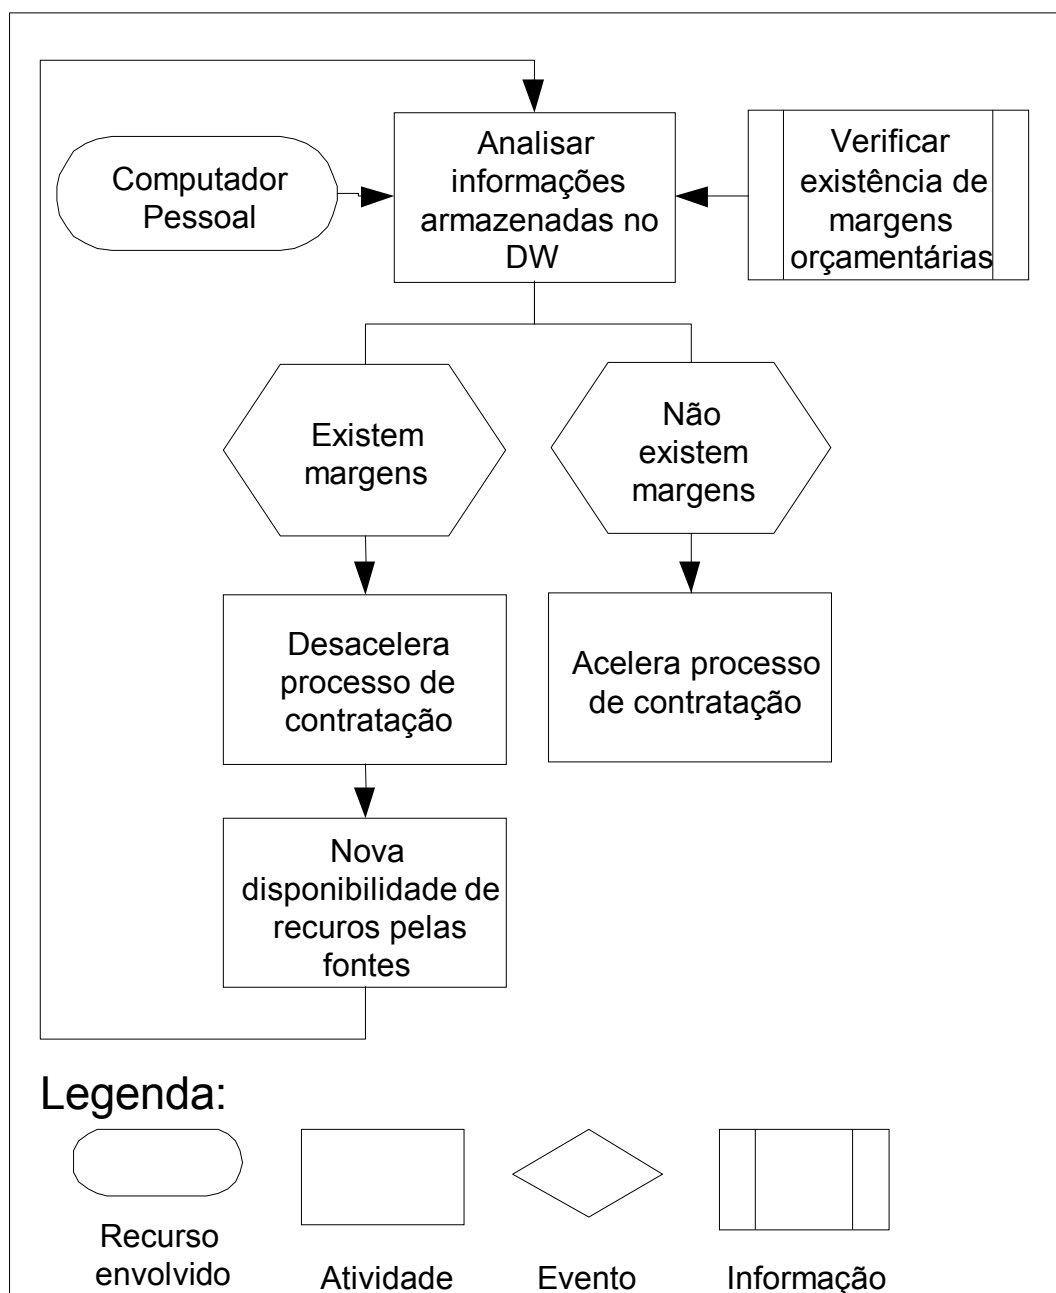 Computador
Pessoal
Analisar
informações
armazenadas no
DW
Verificar
existência de
margens
orçamentárias
Existem
margens
Não
existem
margens
Desacelera
processo de
contratação
Acelera processo
de contratação
Nova
disponibilidade de
recuros pelas
fontes
Legenda:
Recurso
envolvido
Atividade
Evento
Informação